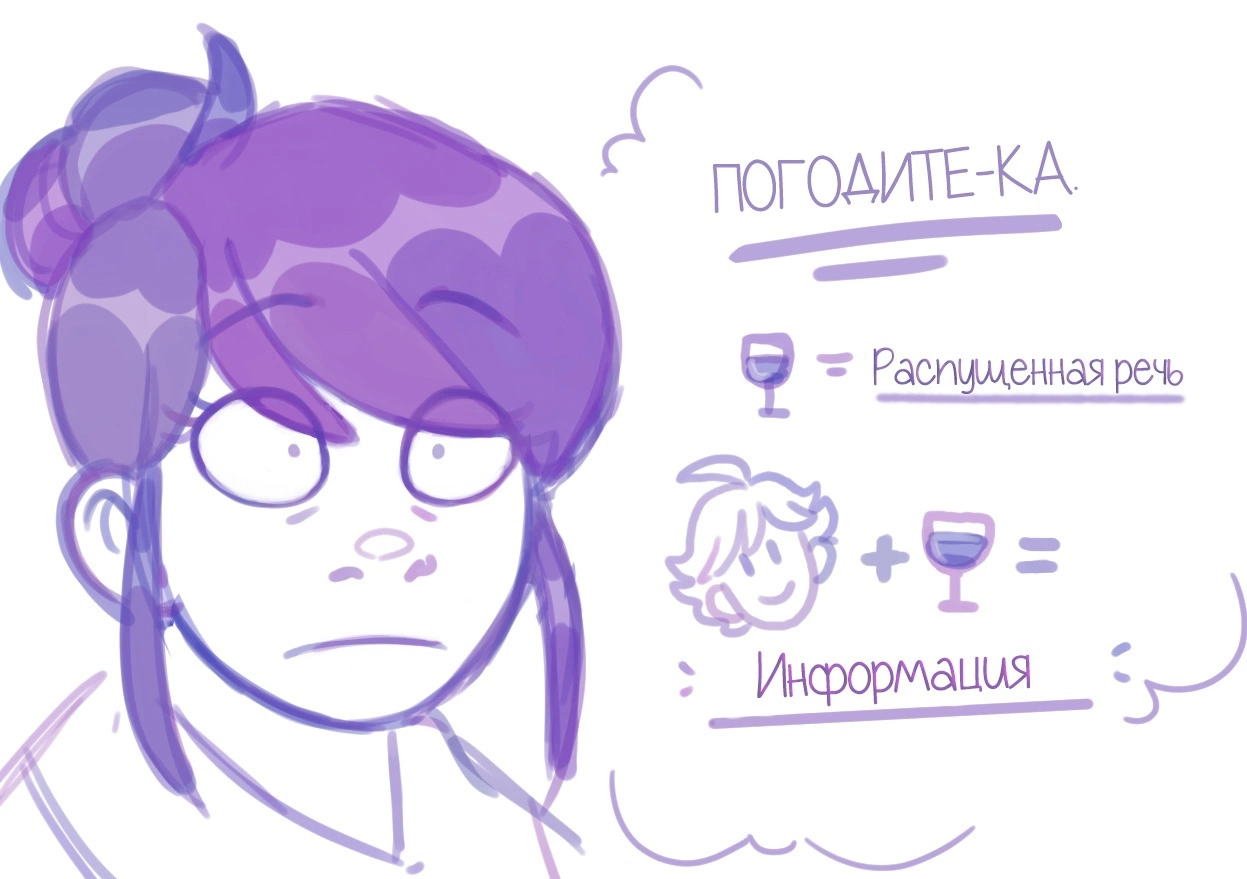 ПОГОДИТЕ-КА.
= Распущенная речь
+ =
Информация